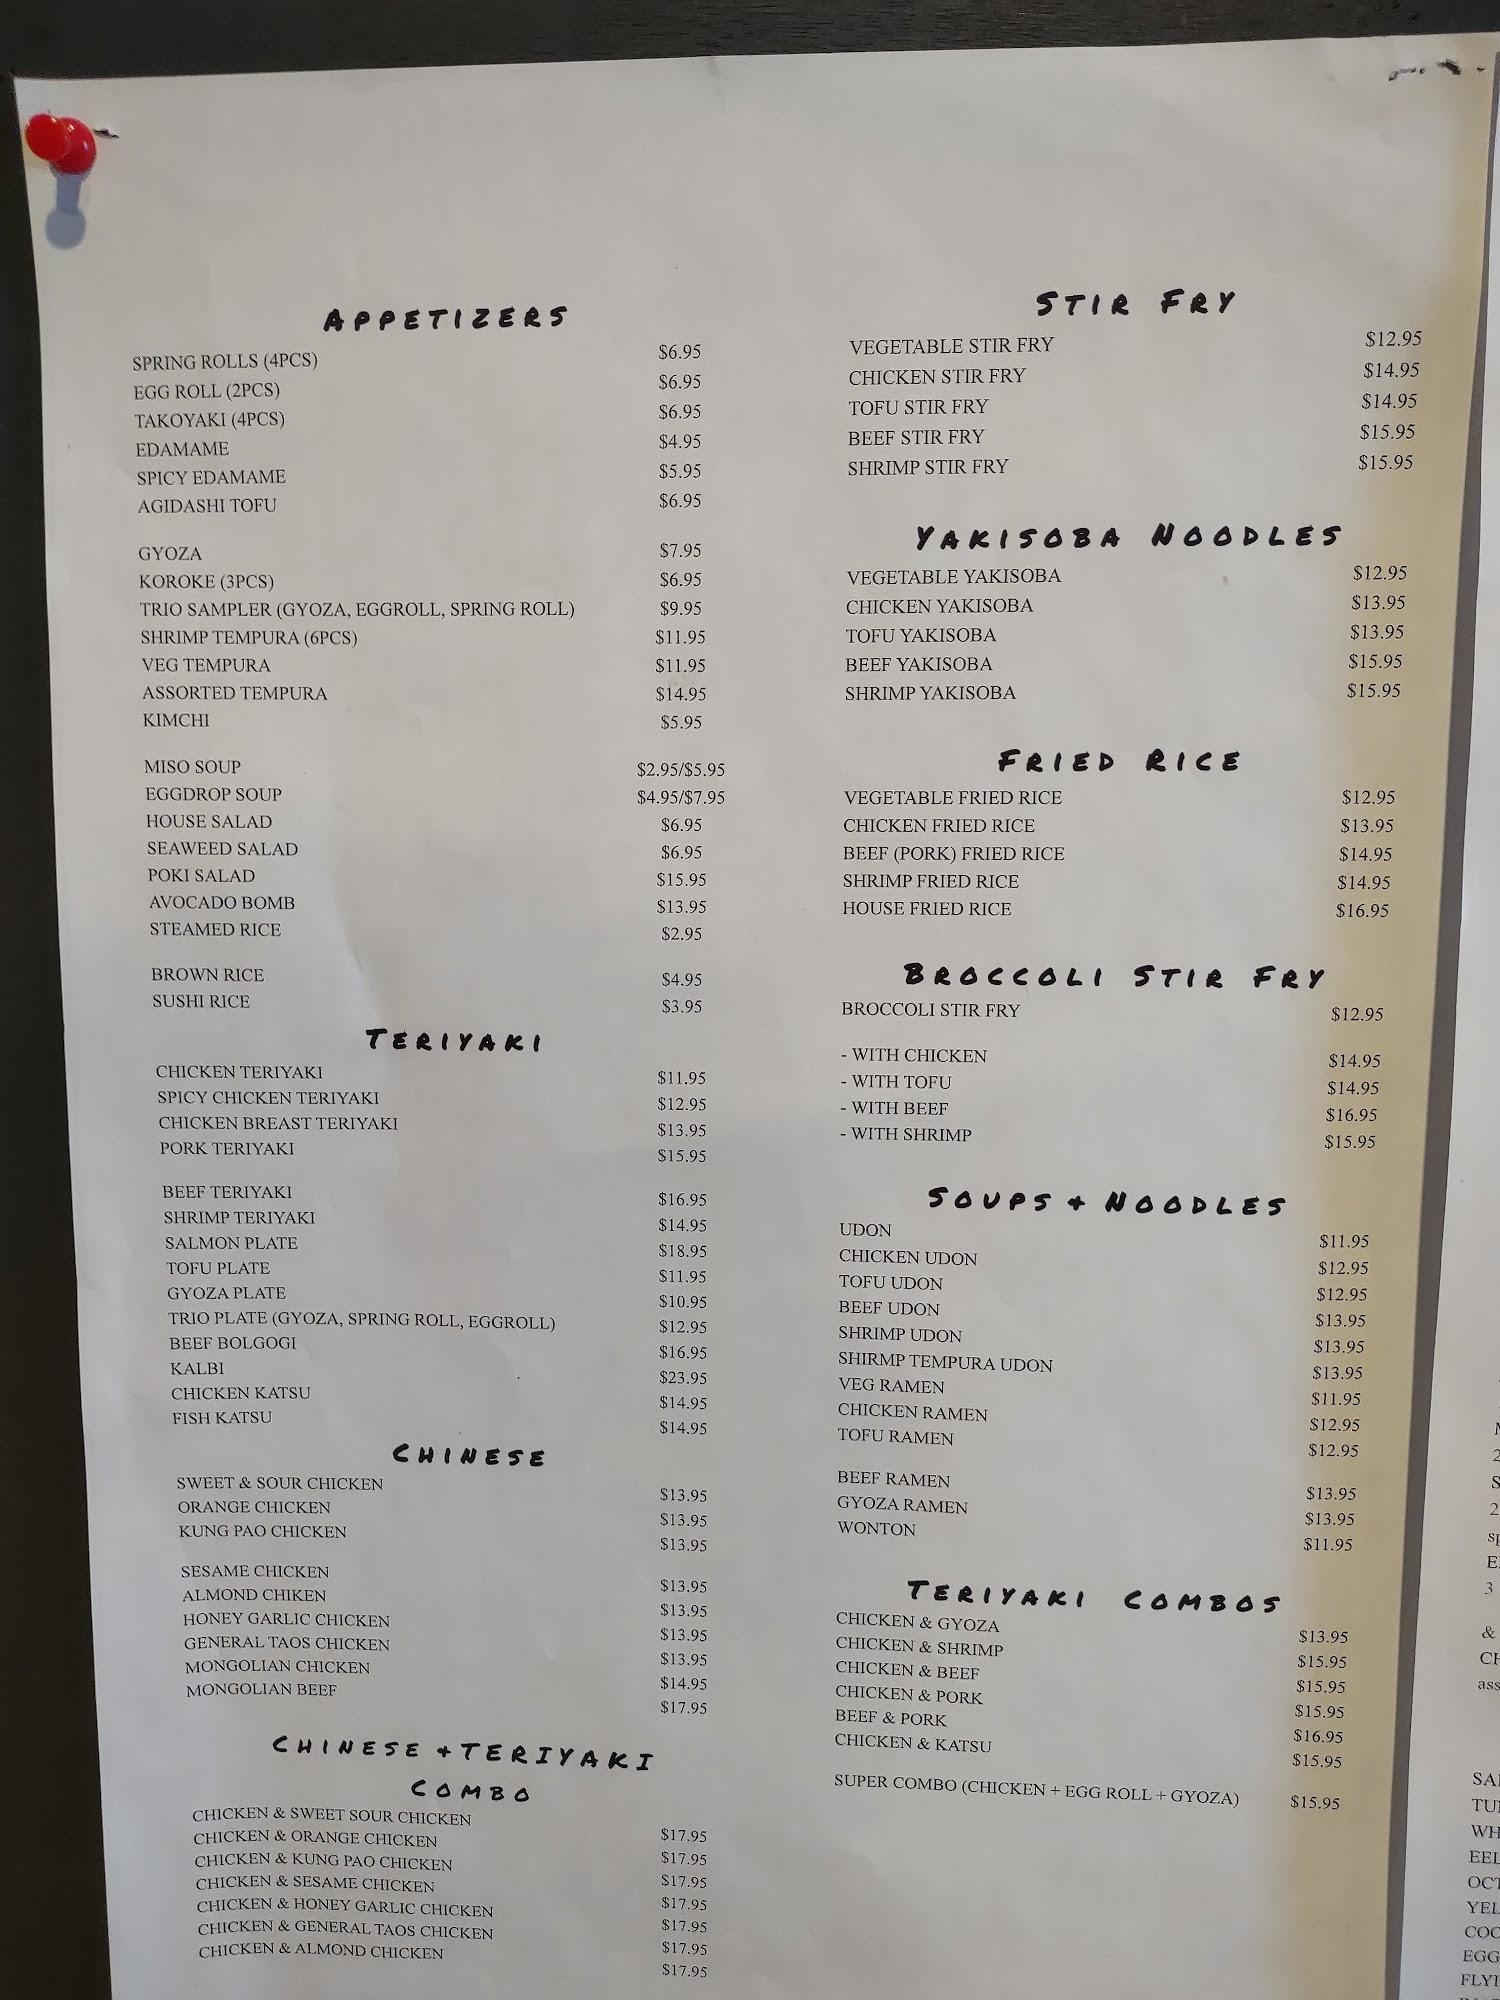 APPETIZERS
SPRING ROLLS (4PCS) $6.95
EGG ROLL (2PCS) $6.95
TAKOYAKI (4PCS) $6.95
EDAMAME $4.95
SPICY EDAMAME $5.95
AGIDASHI TOFU $6.95
GYOZA $7.95
KOROKE (3PCS) $6.95
TRIO SAMPLER (GYOZA, EGGROLL, SPRING ROLL) $9.95
SHRIMP TEMPURA (6PCS) $11.95
VEG TEMPURA $11.95
ASSORTED TEMPURA $14.95
KIMCHI $5.95
MISO SOUP $2.95/$5.95
EGGDROP SOUP $4.95/$7.95
HOUSE SALAD $6.95
SEAWEED SALAD $6.95
POKI SALAD $15.95
AVOCADO BOMB $13.95
STEAMED RICE $2.95
BROWN RICE $4.95
SUSHI RICE $3.95
TERIYAKI
CHICKEN TERIYAKI $11.95
SPICY CHICKEN TERIYAKI $12.95
CHICKEN BREAST TERIYAKI $13.95
PORK TERIYAKI $15.95
BEEF TERIYAKI $16.95
SHRIMP TERIYAKI $14.95
SALMON PLATE $18.95
TOFU PLATE $11.95
GYOZA PLATE $10.95
TRIO PLATE (GYOZA, SPRING ROLL, EGGROLL) $12.95
BEEF BOLGOGI $16.95
KALBI $23.95
CHICKEN KATSU $14.95
FISH KATSU $14.95
CHINESE
SWEET & SOUR CHICKEN $13.95
ORANGE CHICKEN $13.95
KUNG PAO CHICKEN $13.95
SESAME CHICKEN $13.95
ALMOND CHIKEN $13.95
HONEY GARLIC CHICKEN $13.95
GENERAL TAOS CHICKEN $13.95
MONGOLIAN CHICKEN $14.95
MONGOLIAN BEEF $17.95
CHINESE + TERIYAKI
COMBO
CHICKEN & SWEET SOUR CHICKEN $17.95
CHICKEN & ORANGE CHICKEN $17.95
CHICKEN & KUNG PAO CHICKEN $17.95
CHICKEN & SESAME CHICKEN $17.95
CHICKEN & HONEY GARLIC CHICKEN $17.95
CHICKEN & GENERAL TAOS CHICKEN $17.95
CHICKEN & ALMOND CHICKEN $17.95
STIR FRY
VEGETABLE STIR FRY $12.95
CHICKEN STIR FRY $14.95
TOFU STIR FRY $14.95
BEEF STIR FRY $15.95
SHRIMP STIR FRY $15.95
YAKISOBA NOODLES
VEGETABLE YAKISOBA $12.95
CHICKEN YAKISOBA $13.95
TOFU YAKISOBA $13.95
BEEF YAKISOBA $15.95
SHRIMP YAKISOBA $15.95
FRIED RICE
VEGETABLE FRIED RICE $12.95
CHICKEN FRIED RICE $13.95
BEEF (PORK) FRIED RICE $14.95
SHRIMP FRIED RICE $14.95
HOUSE FRIED RICE $16.95
BROCCOLI STIR FRY
BROCCOLI STIR FRY $12.95
- WITH CHICKEN $14.95
- WITH TOFU $14.95
- WITH BEEF $16.95
- WITH SHRIMP $15.95
SOUPS + NOODLES
UDON $11.95
CHICKEN UDON $12.95
TOFU UDON $12.95
BEEF UDON $13.95
SHRIMP UDON $13.95
SHIRMP TEMPURA UDON $13.95
VEG RAMEN $11.95
CHICKEN RAMEN $12.95
TOFU RAMEN $12.95
BEEF RAMEN $13.95
GYOZA RAMEN $13.95
WONTON $11.95
TERIYAKI COMBOS
CHICKEN & GYOZA $13.95
CHICKEN & SHRIMP $15.95
CHICKEN & BEEF $15.95
CHICKEN & PORK $15.95
BEEF & PORK $16.95
CHICKEN & KATSU $15.95
SUPER COMBO (CHICKEN + EGG ROLL + GYOZA) $15.95